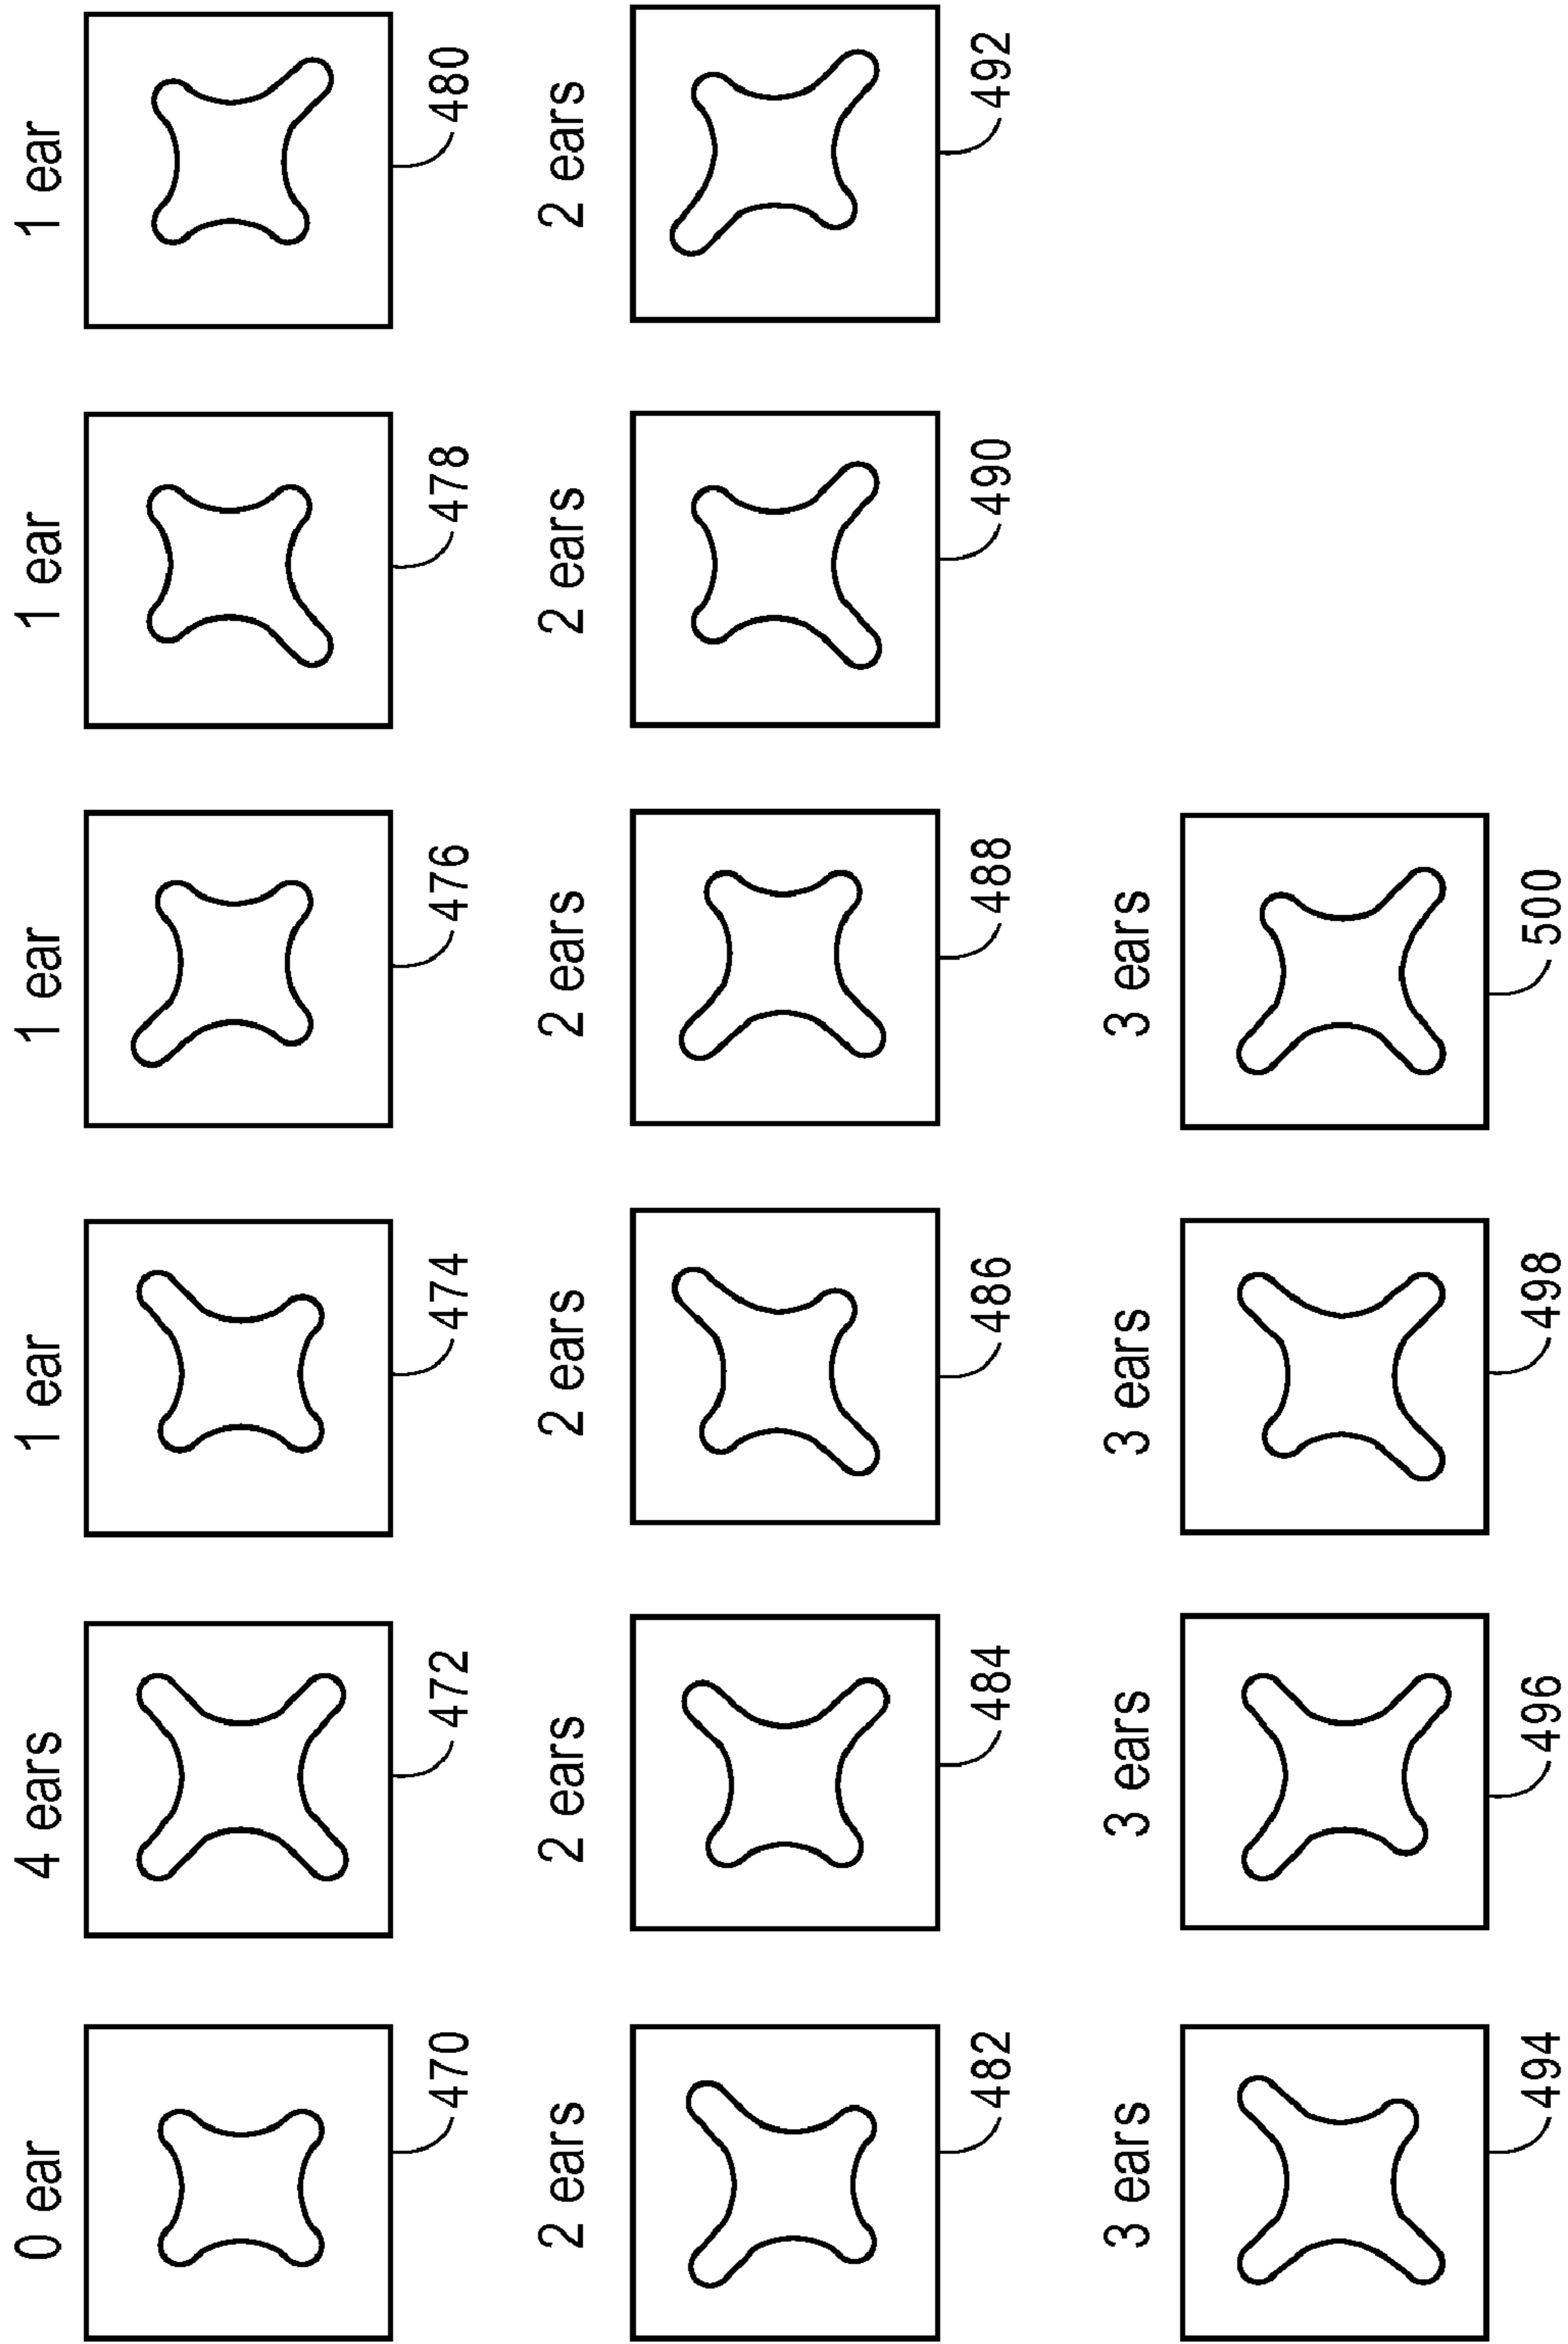 0 ear 4 ears 1 ear 1 ear 1 ear 1 ear
470 472 474 476 478 480
2 ears 2 ears 2 ears 2 ears 2 ears 2 ears
482 484 486 488 490 492
3 ears 3 ears 3 ears 3 ears
494 496 498 500